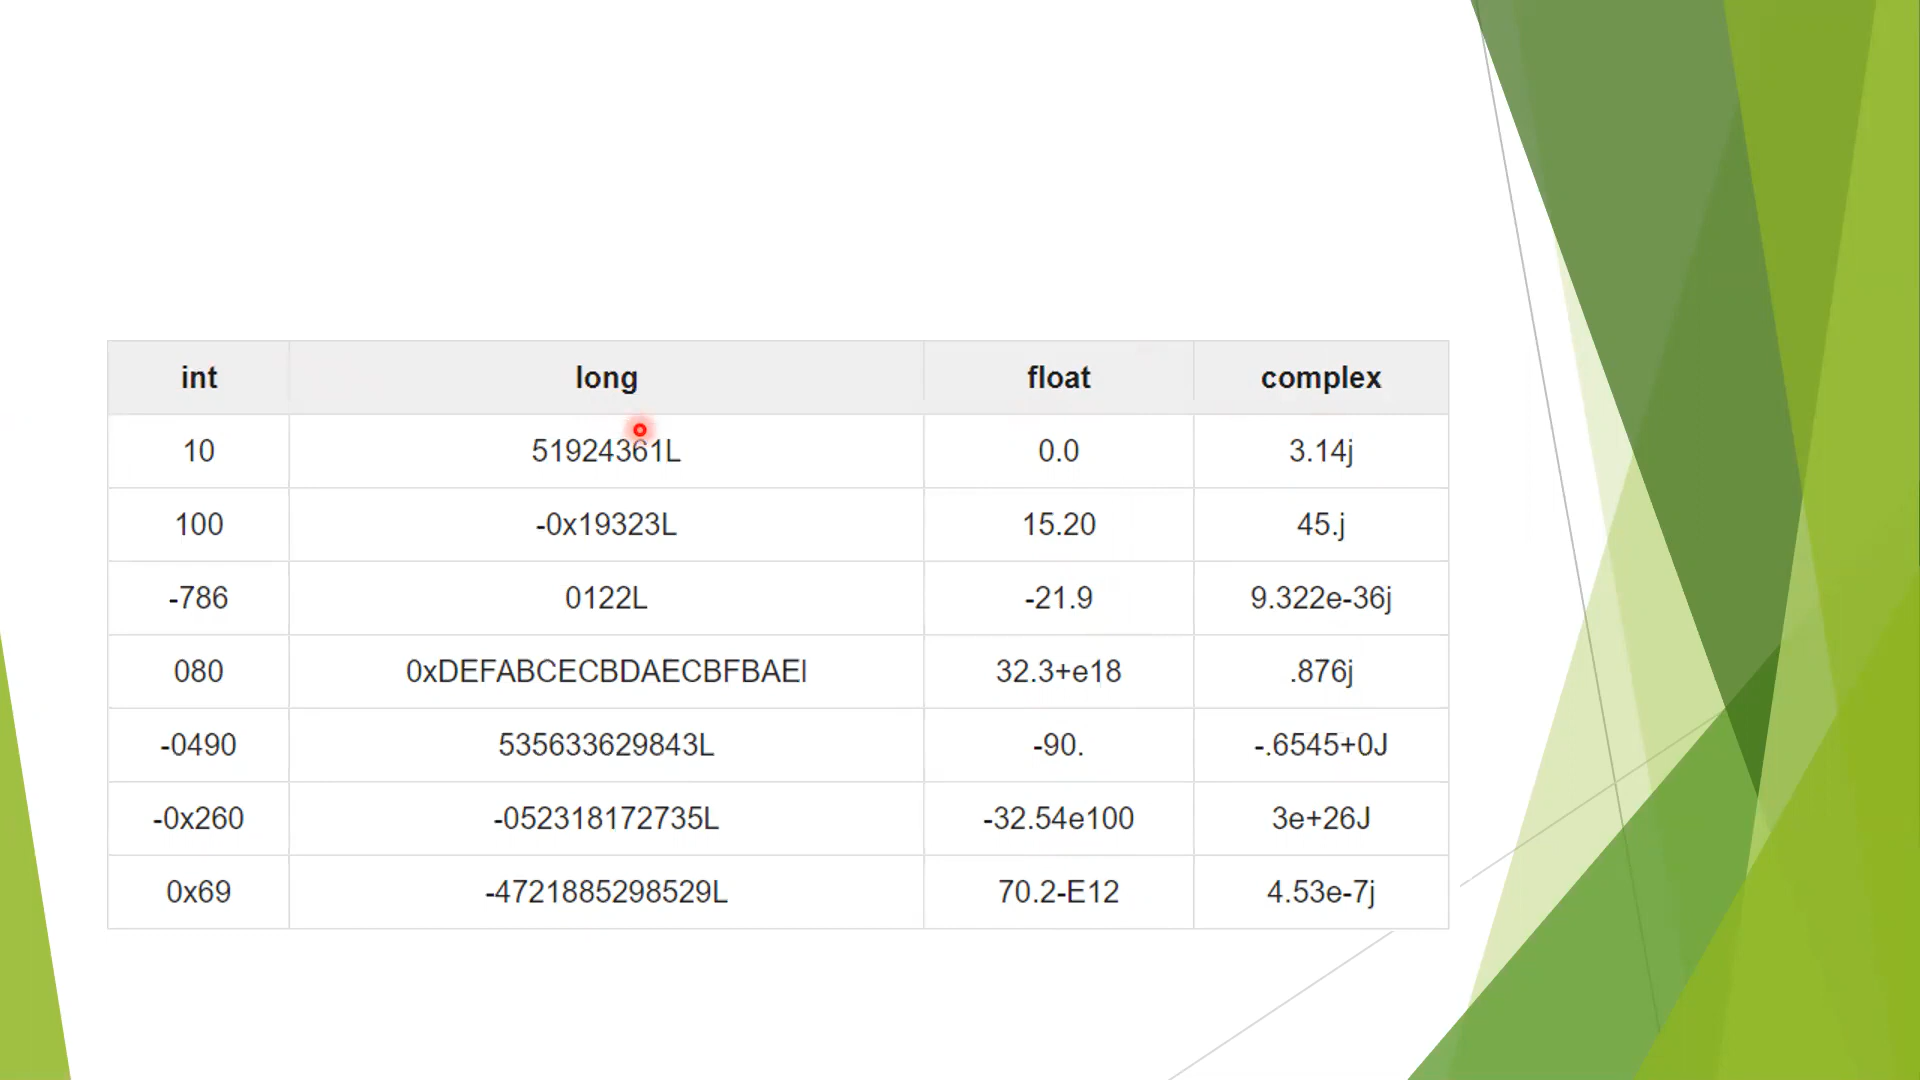 int long float complex
10 51924361L 0.0 3.14j
100 -0x19323L 15.20 45.j
-786 0122L -21.9 9.322e-36j
080 0xDEFABCECBDAECBFBAEl 32.3+e18 .876j
-0490 535633629843L -90. -.6545+0J
-0x260 -052318172735L -32.54e100 3e+26J
0x69 -4721885298529L 70.2-E12 4.53e-7j